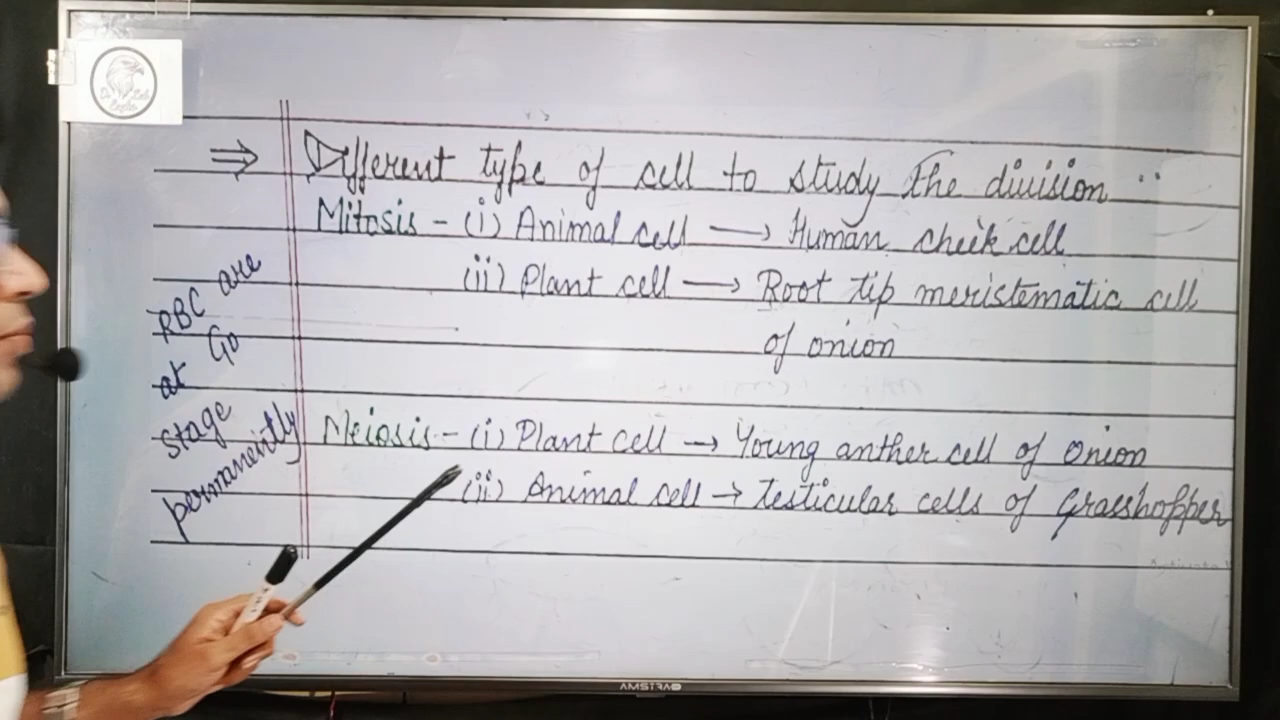 ⇒ Different type of cell to study the division :
Mitosis - (i) Animal cell → Human cheek cell
(ii) Plant cell → Root tip meristematic cell
of onion
RBC are
at G0
stage
permanently
Meiosis - (i) Plant cell → Young anther cell of onion
(ii) Animal cell → Testicular cells of Grasshopper
AMSTRAD